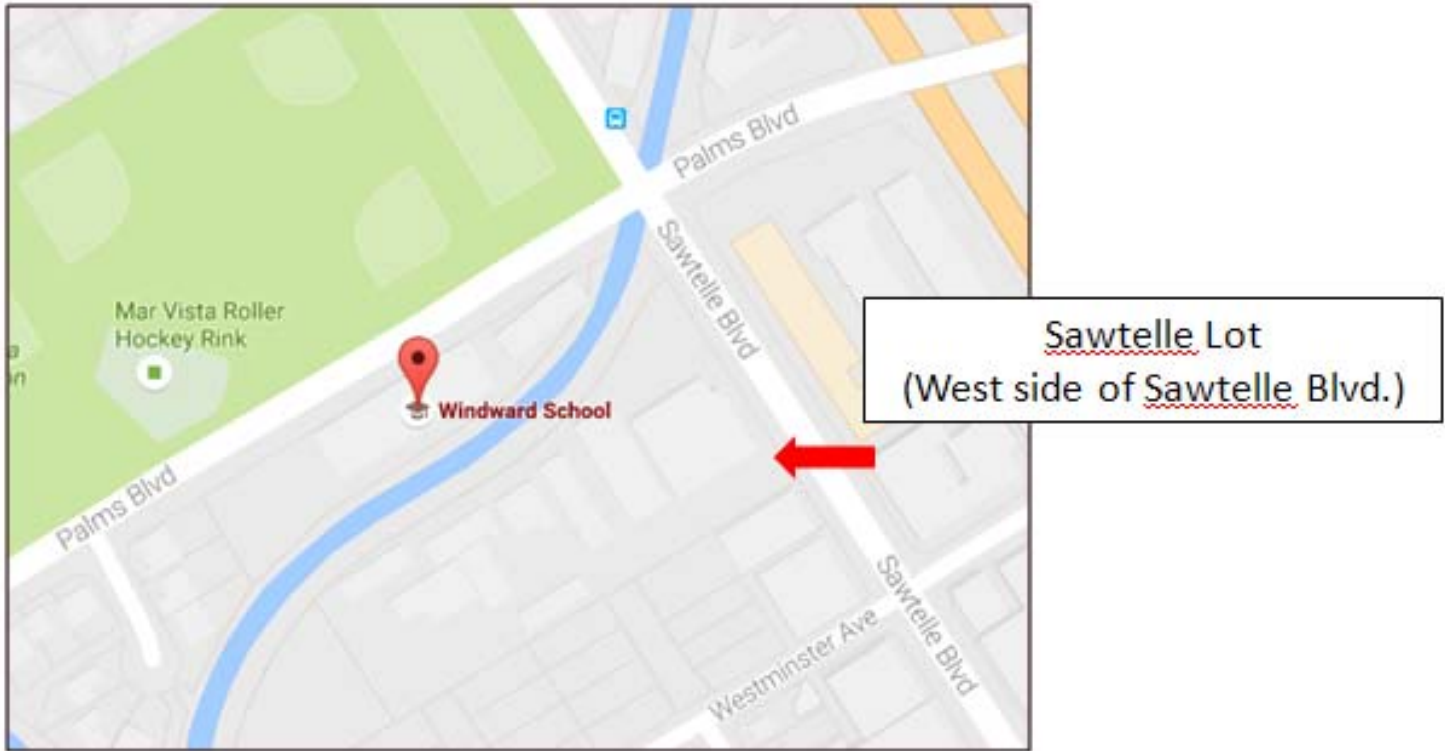 Palms Blvd
Sawtelle Blvd
Mar Vista Roller
Hockey Rink
Windward School
Sawtelle Lot
(West side of Sawtelle Blvd.)
Palms Blvd
Sawtelle Blvd
Westminster Ave